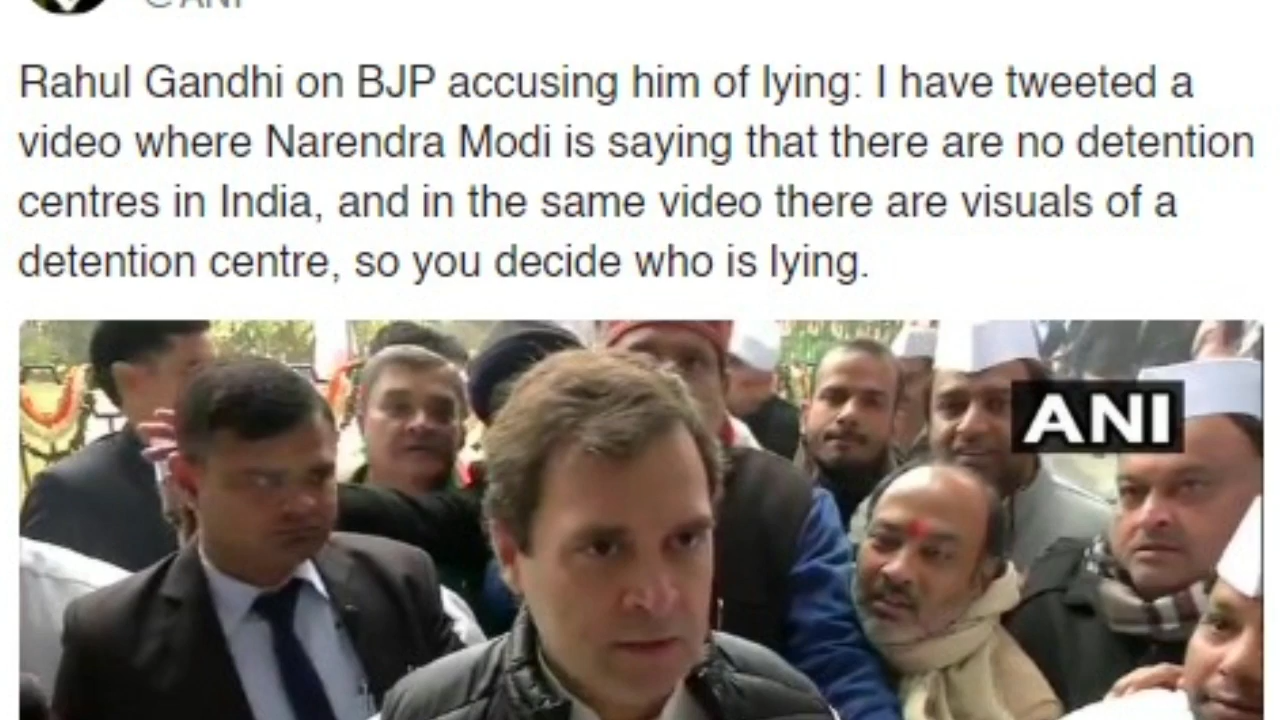 @ANI
Rahul Gandhi on BJP accusing him of lying: I have tweeted a
video where Narendra Modi is saying that there are no detention
centres in India, and in the same video there are visuals of a
detention centre, so you decide who is lying.
ANI